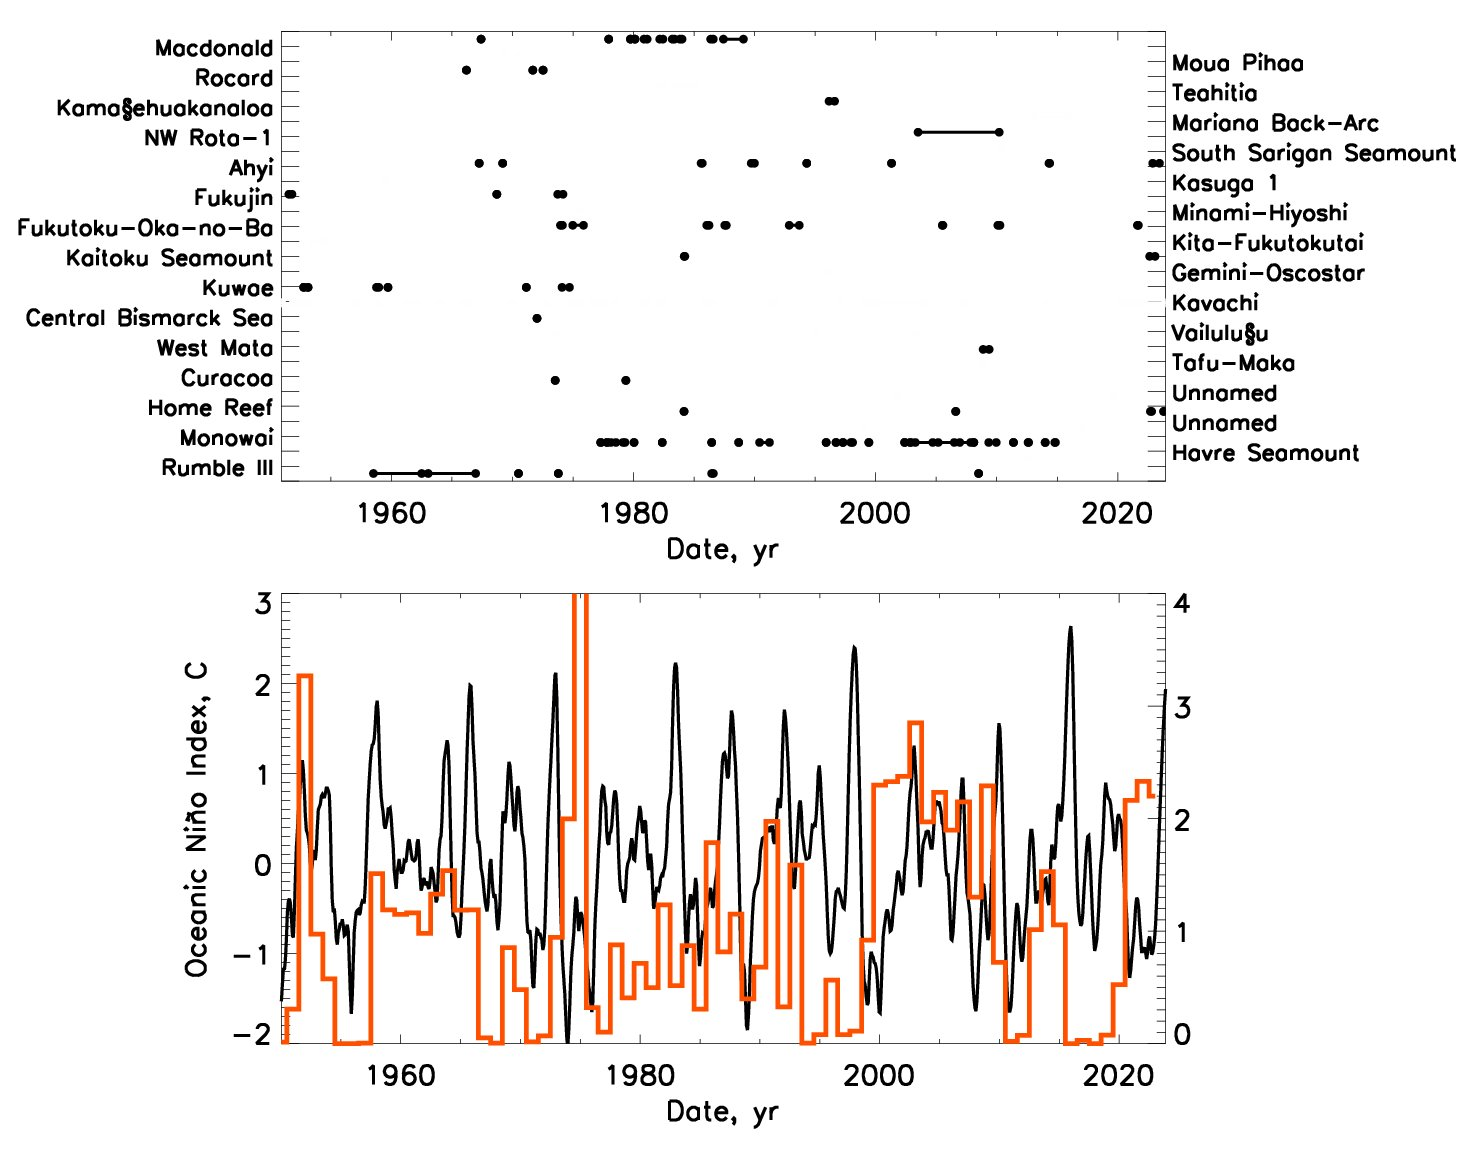 Macdonald
Moua Pihaa
Rocard
Teahitia
Kama§ehuakanaloa
Mariana Back-Arc
NW Rota-1
South Sarigan Seamount
Ahyi
Kasuga 1
Fukujin
Minami-Hiyoshi
Fukutoku-Oka-no-Ba
Kita-Fukutokutai
Kaitoku Seamount
Gemini-Oscostar
Kuwae
Kavachi
Central Bismarck Sea
Vailulu§u
West Mata
Tafu-Maka
Curacoa
Unnamed
Home Reef
Unnamed
Monowai
Havre Seamount
Rumble III
1960 1980 2000 2020
Date, yr
3 4
2 3
1 2
0
-1 1
-2 0
Oceanic Niño Index, C
1960 1980 2000 2020
Date, yr